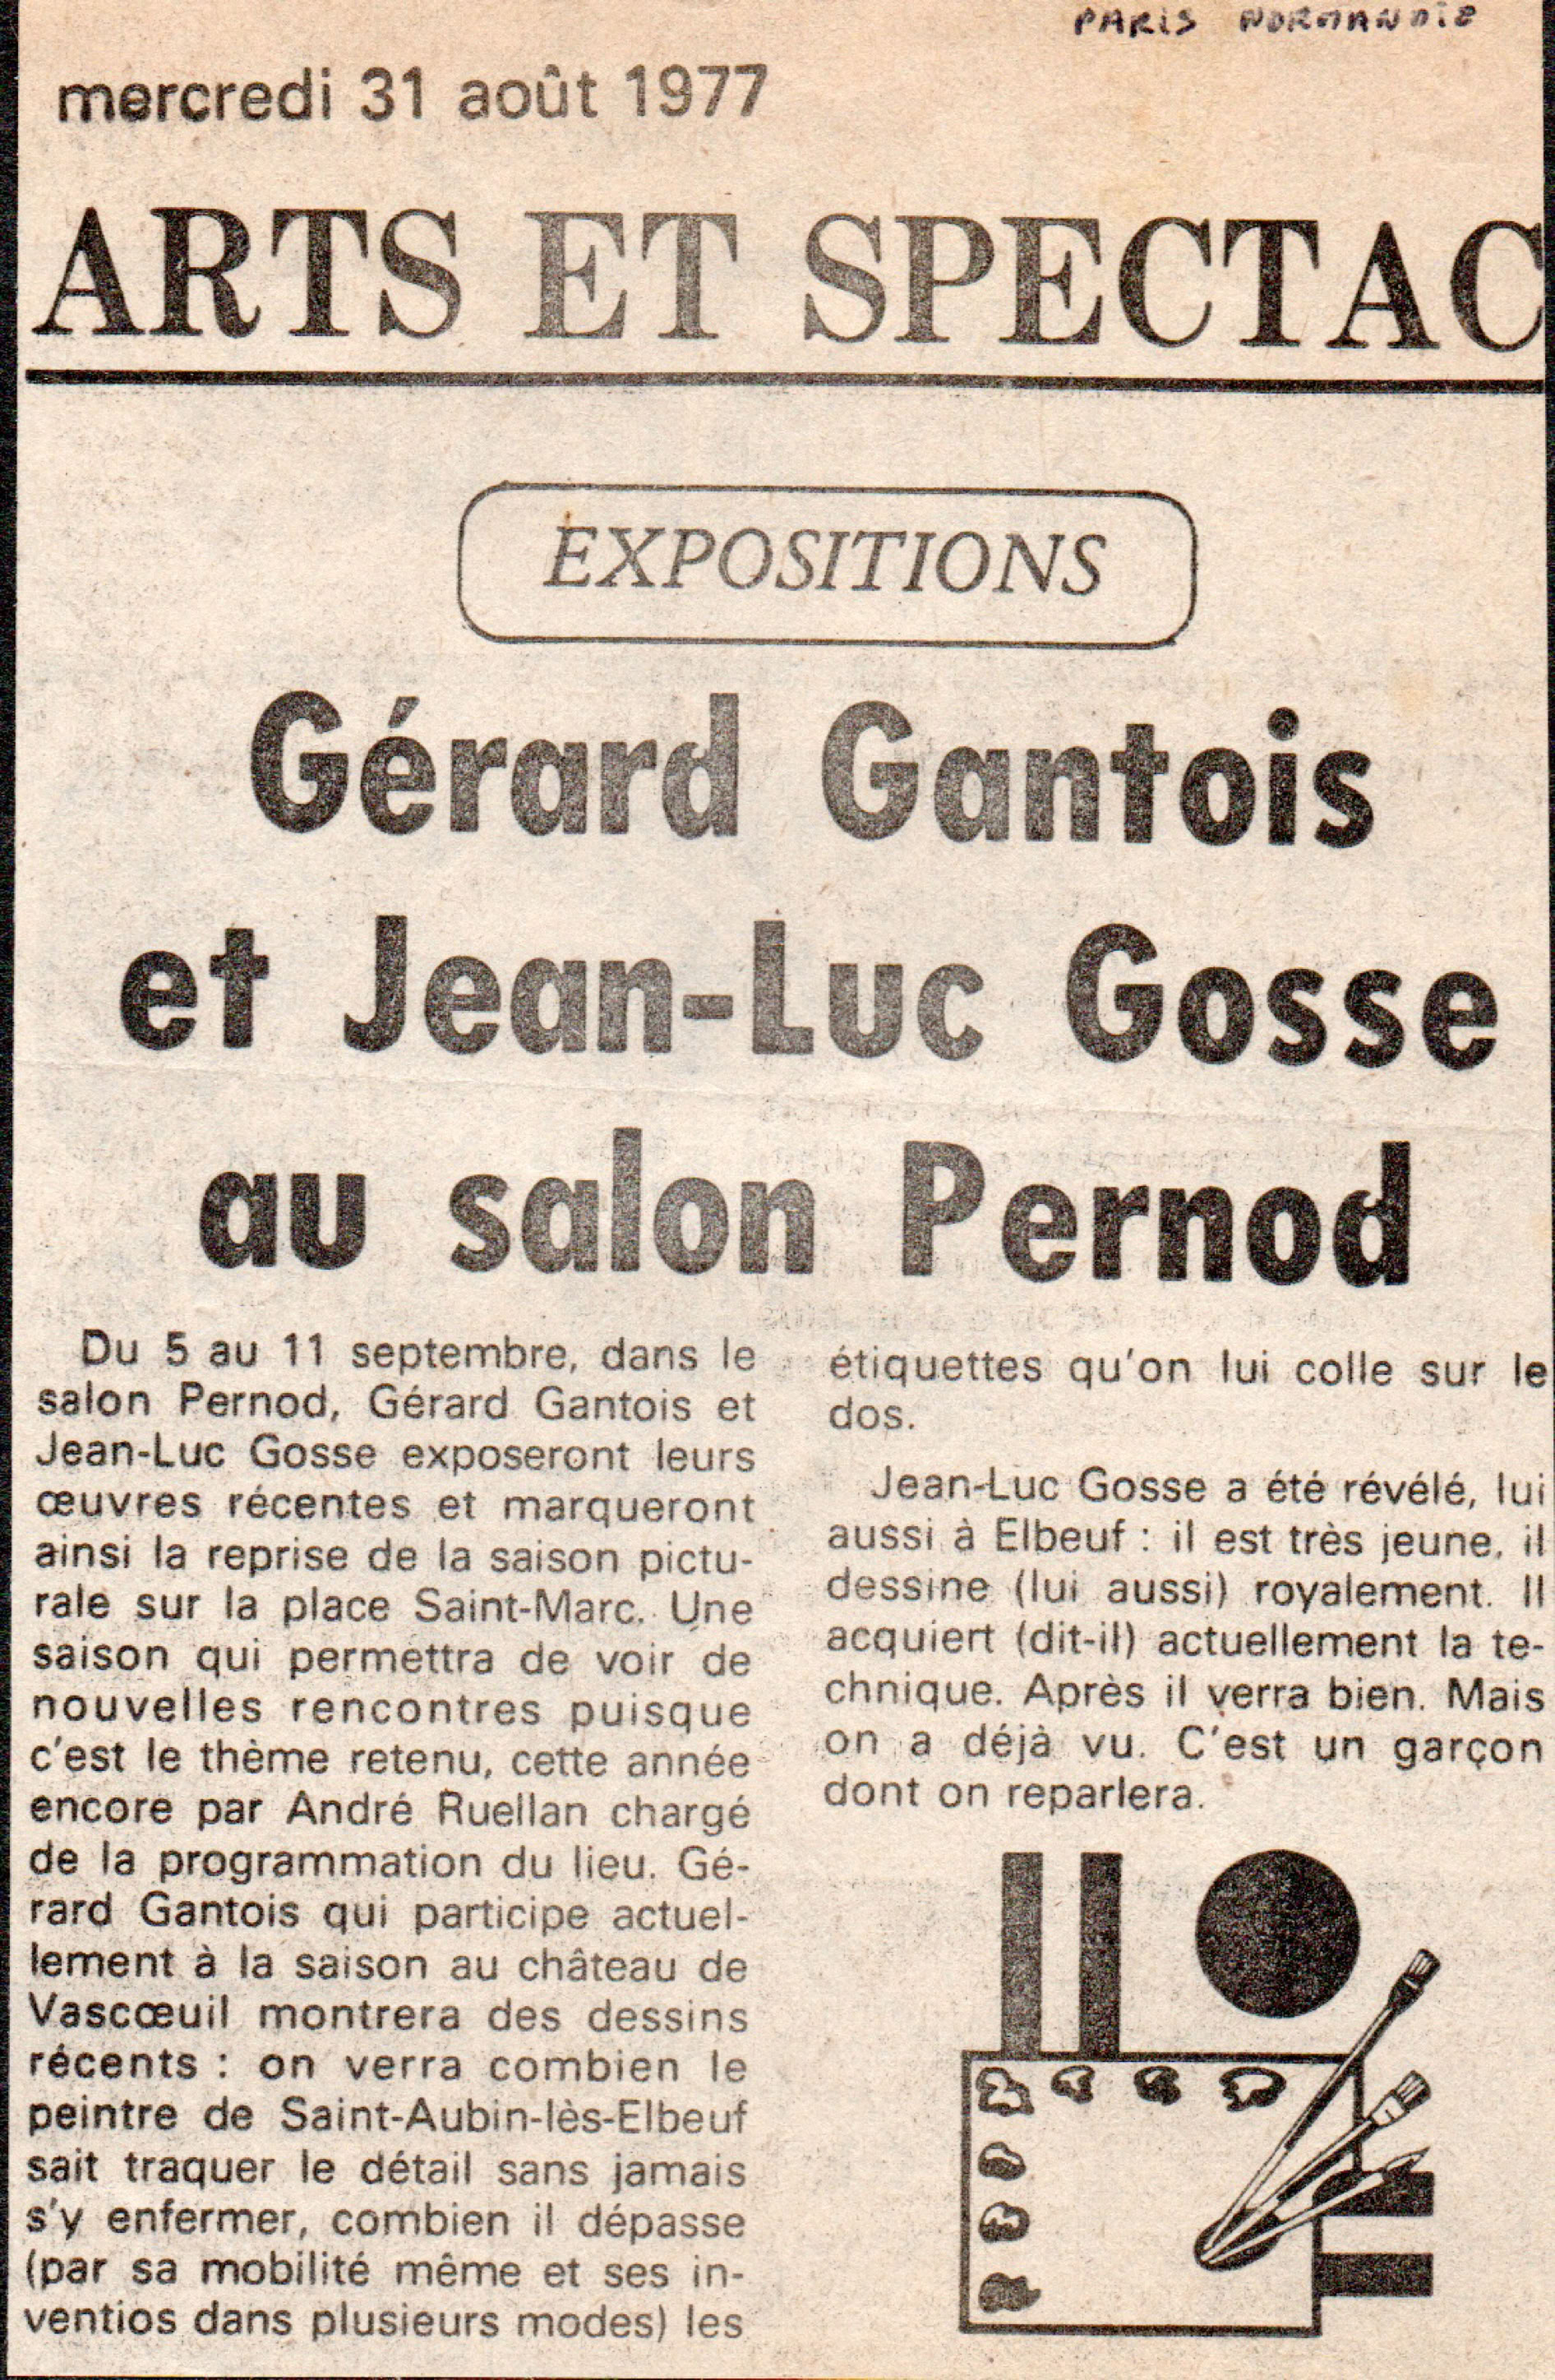 PARIS NORMANDIE
mercredi 31 août 1977
ARTS ET SPECTAC
EXPOSITIONS
Gérard Gantois
et Jean-Luc Gosse
au salon Pernod
Du 5 au 11 septembre, dans le
salon Pernod, Gérard Gantois et
Jean-Luc Gosse exposeront leurs
œuvres récentes et marqueront
ainsi la reprise de la saison pictu-
rale sur la place Saint-Marc. Une
saison qui permettra de voir de
nouvelles rencontres puisque
c'est le thème retenu, cette année
encore par André Ruellan chargé
de la programmation du lieu. Gé-
rard Gantois qui participe actuel-
lement à la saison au château de
Vascœuil montrera des dessins
récents : on verra combien le
peintre de Saint-Aubin-lès-Elbeuf
sait traquer le détail sans jamais
s'y enfermer, combien il dépasse
(par sa mobilité même et ses in-
ventios dans plusieurs modes) les
étiquettes qu'on lui colle sur le
dos.
Jean-Luc Gosse a été révélé, lui
aussi à Elbeuf : il est très jeune, il
dessine (lui aussi) royalement. Il
acquiert (dit-il) actuellement la te-
chnique. Après il verra bien. Mais
on a déjà vu. C'est un garçon
dont on reparlera.